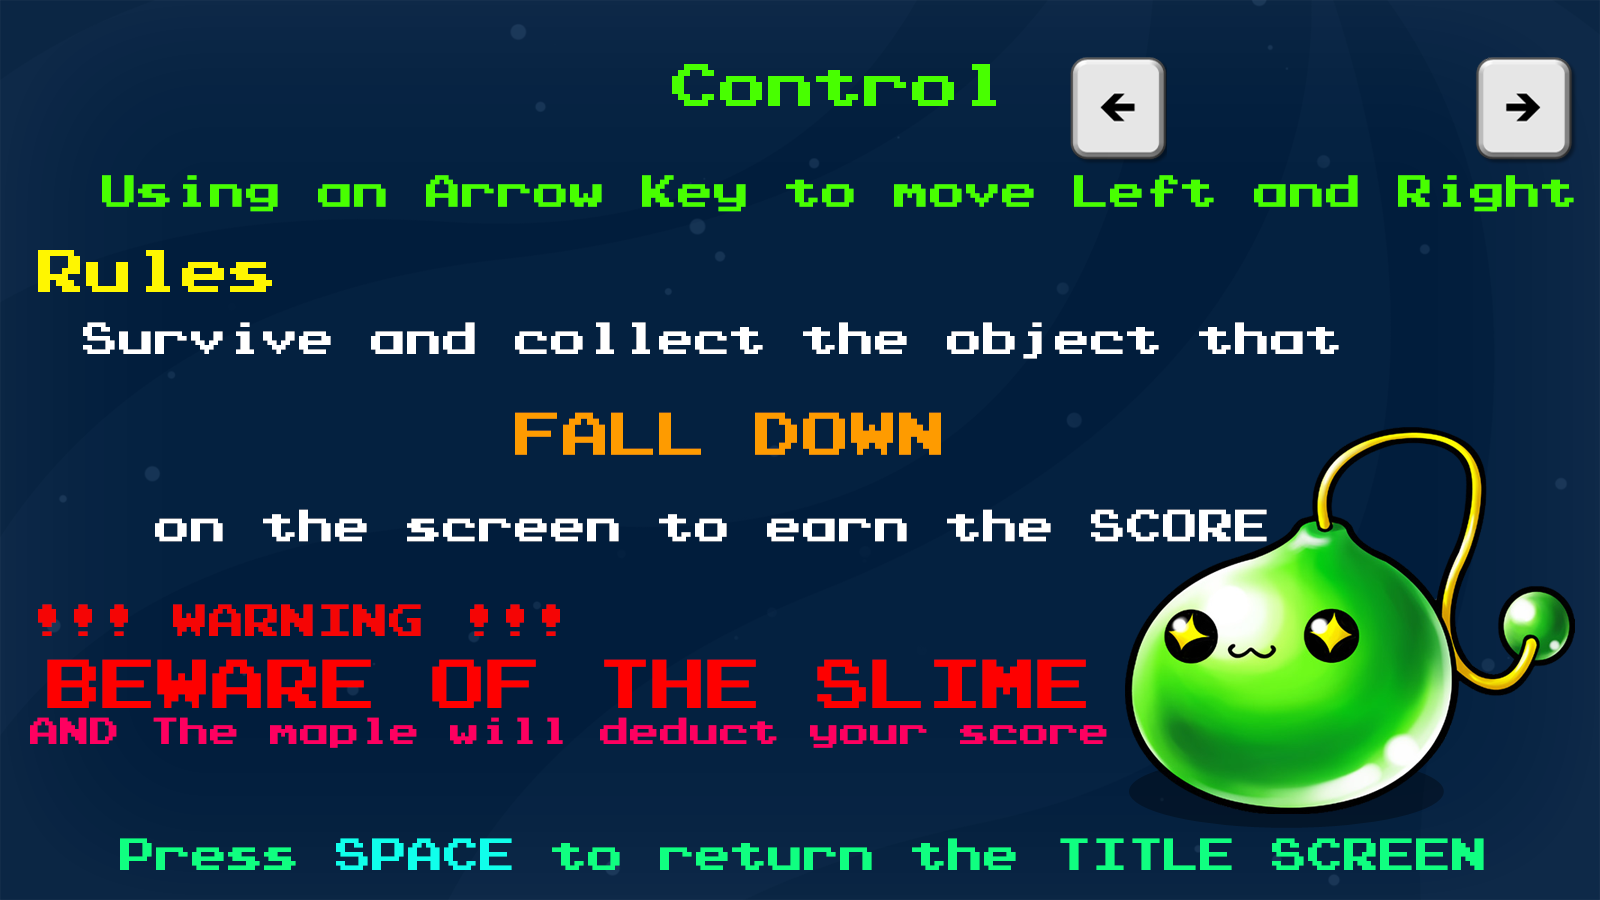 Control ← →
Using an Arrow Key to move Left and Right
Rules
Survive and collect the object that
FALL DOWN
on the screen to earn the SCORE
!!! WARNING !!!
BEWARE OF THE SLIME
AND The maple will deduct your score
Press SPACE to return the TITLE SCREEN